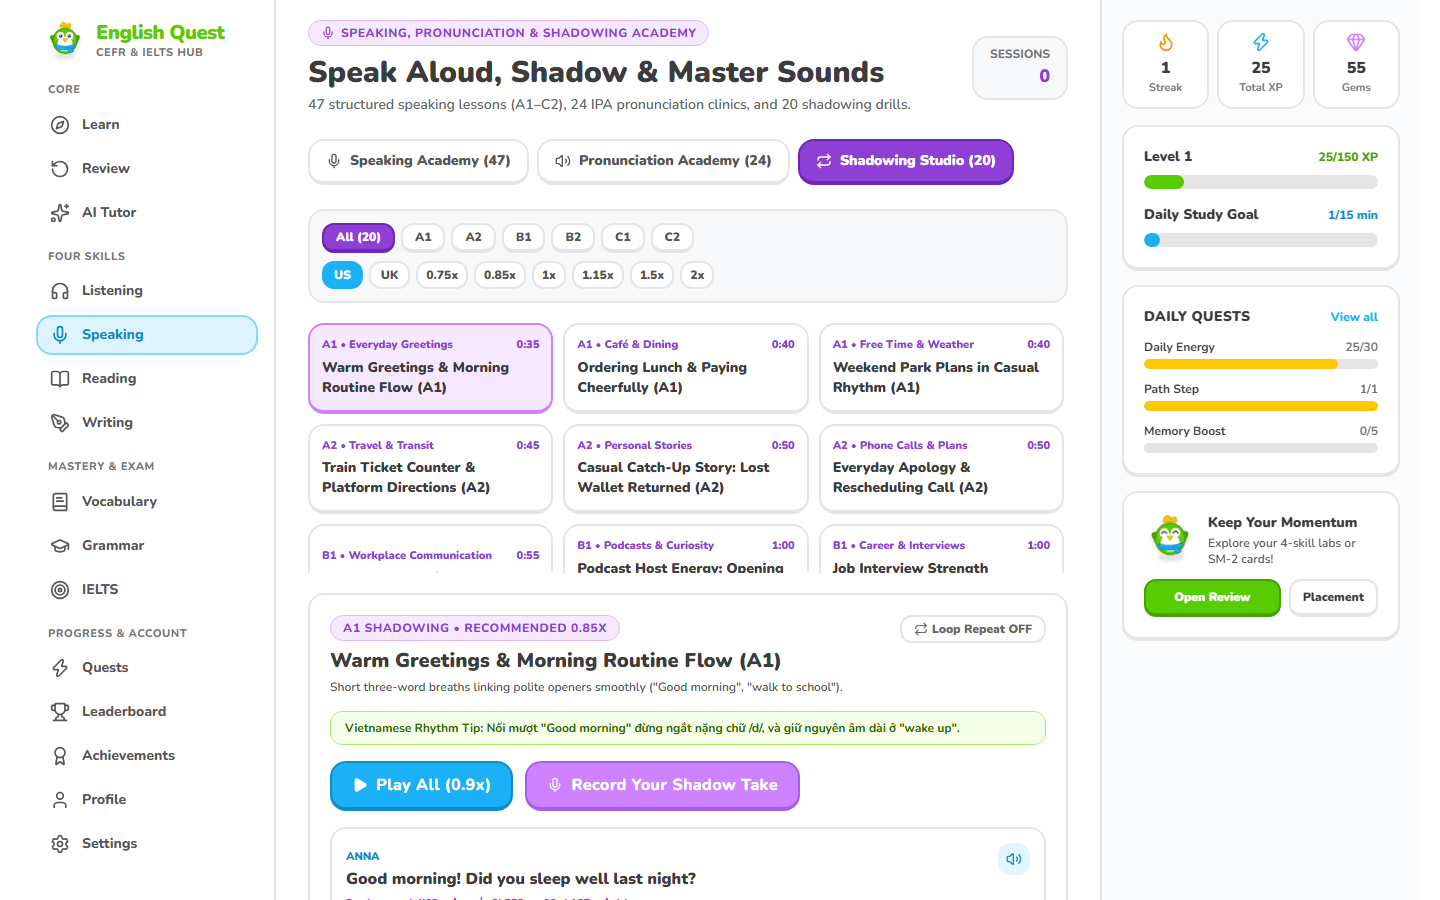 English Quest
CEFR & IELTS HUB
CORE
Learn
Review
AI Tutor
FOUR SKILLS
Listening
Speaking
Reading
Writing
MASTERY & EXAM
Vocabulary
Grammar
IELTS
PROGRESS & ACCOUNT
Quests
Leaderboard
Achievements
Profile
Settings
SPEAKING, PRONUNCIATION & SHADOWING ACADEMY
Speak Aloud, Shadow & Master Sounds
47 structured speaking lessons (A1–C2), 24 IPA pronunciation clinics, and 20 shadowing drills.
SESSIONS
0
Speaking Academy (47)
Pronunciation Academy (24)
Shadowing Studio (20)
All (20) A1 A2 B1 B2 C1 C2
US UK 0.75x 0.85x 1x 1.15x 1.5x 2x
A1 • Everyday Greetings 0:35
Warm Greetings & Morning
Routine Flow (A1)
A1 • Café & Dining 0:40
Ordering Lunch & Paying
Cheerfully (A1)
A1 • Free Time & Weather 0:40
Weekend Park Plans in Casual
Rhythm (A1)
A2 • Travel & Transit 0:45
Train Ticket Counter &
Platform Directions (A2)
A2 • Personal Stories 0:50
Casual Catch-Up Story: Lost
Wallet Returned (A2)
A2 • Phone Calls & Plans 0:50
Everyday Apology &
Rescheduling Call (A2)
B1 • Workplace Communication 0:55
B1 • Podcasts & Curiosity 1:00
Podcast Host Energy: Opening
B1 • Career & Interviews 1:00
Job Interview Strength
A1 SHADOWING • RECOMMENDED 0.85X
Loop Repeat OFF
Warm Greetings & Morning Routine Flow (A1)
Short three-word breaths linking polite openers smoothly ("Good morning", "walk to school").
Vietnamese Rhythm Tip: Nối mượt "Good morning" đừng ngắt nặng chữ /d/, và giữ nguyên âm dài ở "wake up".
Play All (0.9x)
Record Your Shadow Take
ANNA
Good morning! Did you sleep well last night?
1
Streak
25
Total XP
55
Gems
Level 1 25/150 XP
Daily Study Goal 1/15 min
DAILY QUESTS View all
Daily Energy 25/30
Path Step 1/1
Memory Boost 0/5
Keep Your Momentum
Explore your 4-skill labs or
SM-2 cards!
Open Review
Placement